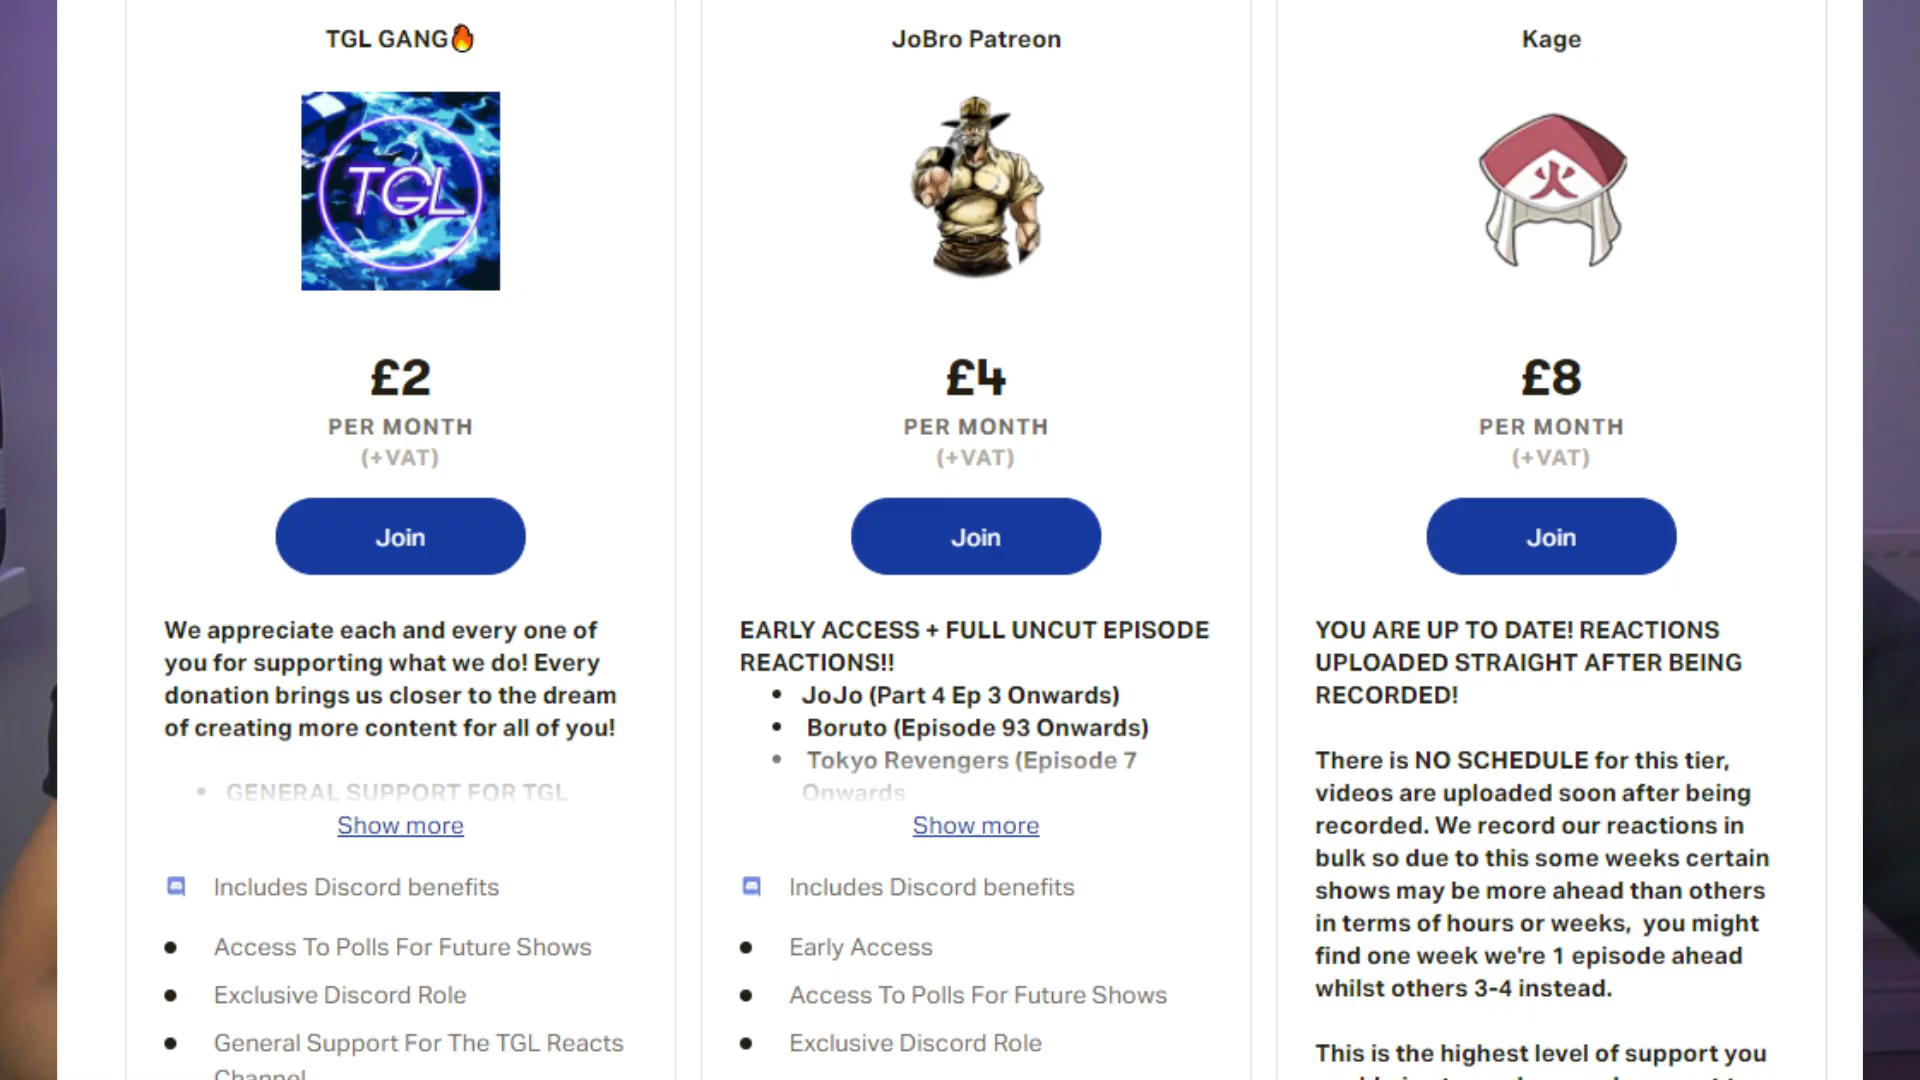 TGL GANG🔥
TGL
£2
PER MONTH
(+VAT)
Join
We appreciate each and every one of
you for supporting what we do! Every
donation brings us closer to the dream
of creating more content for all of you!
• GENERAL SUPPORT FOR TGL
Show more
Includes Discord benefits
• Access To Polls For Future Shows
• Exclusive Discord Role
• General Support For The TGL Reacts
Channel
JoBro Patreon
£4
PER MONTH
(+VAT)
Join
EARLY ACCESS + FULL UNCUT EPISODE
REACTIONS!!
• JoJo (Part 4 Ep 3 Onwards)
• Boruto (Episode 93 Onwards)
• Tokyo Revengers (Episode 7
Onwards
Show more
Includes Discord benefits
• Early Access
• Access To Polls For Future Shows
• Exclusive Discord Role
Kage
火
£8
PER MONTH
(+VAT)
Join
YOU ARE UP TO DATE! REACTIONS
UPLOADED STRAIGHT AFTER BEING
RECORDED!
There is NO SCHEDULE for this tier,
videos are uploaded soon after being
recorded. We record our reactions in
bulk so due to this some weeks certain
shows may be more ahead than others
in terms of hours or weeks, you might
find one week we're 1 episode ahead
whilst others 3-4 instead.
This is the highest level of support you